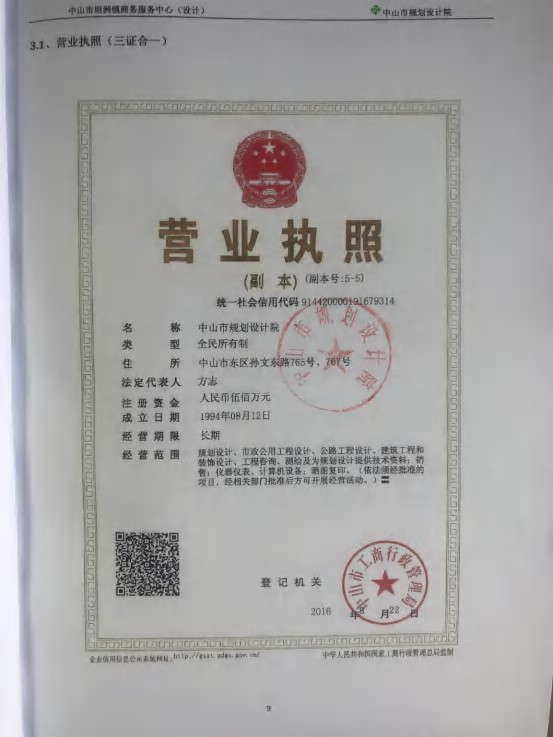 中山市坦洲镇商务服务中心（设计）
中山市规划设计院
3.1、营业执照（三证合一）
营业执照
(副 本) (副本号:5-5)
统一社会信用代码 914420000191679314
名 称 中山市规划设计院
类 型 全民所有制
住 所 中山市东区孙文东路765号、767号
法定代表人 方志
注册资金 人民币伍佰万元
成立日期 1994年08月12日
经营期限 长期
经营范围 规划设计、市政公用工程设计、公路工程设计、建筑工程和
装饰设计、工程咨询、测绘及为规划设计提供技术资料；销
售：仪器仪表、计算机设备；晒图复印。（依法须经批准的
项目，经相关部门批准后方可开展经营活动。）〓
中山市规划设计院
登记机关
中山市工商行政管理局
2016 年8 月22 日
企业信用信息公示系统网址：http://gsxt.gdgs.gov.cn/
中华人民共和国国家工商行政管理总局监制
9